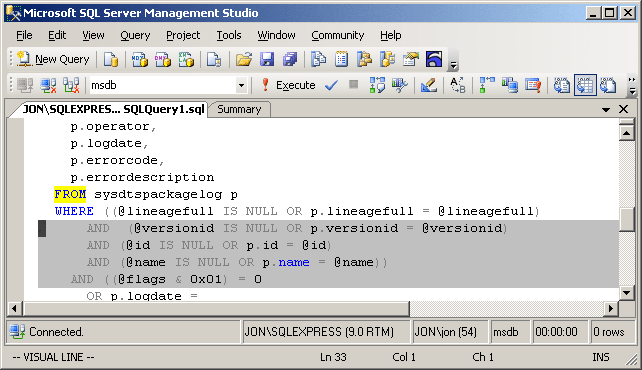 Microsoft SQL Server Management Studio
File Edit View Query Project Tools Window Community Help
New Query
msdb Execute
JON\SQLEXPRESS... SQLQuery1.sql Summary
p.operator,
p.logdate,
p.errorcode,
p.errordescription
FROM sysdtspackagelog p
WHERE ((@lineagefull IS NULL OR p.lineagefull = @lineagefull)
AND (@versionid IS NULL OR p.versionid = @versionid)
AND (@id IS NULL OR p.id = @id)
AND (@name IS NULL OR p.name = @name))
AND ((@flags & 0x01) = 0
OR p.logdate =
Connected. JON\SQLEXPRESS (9.0 RTM) JON\jon (54) msdb 00:00:00 0 rows
-- VISUAL LINE -- Ln 33 Col 1 Ch 1 INS